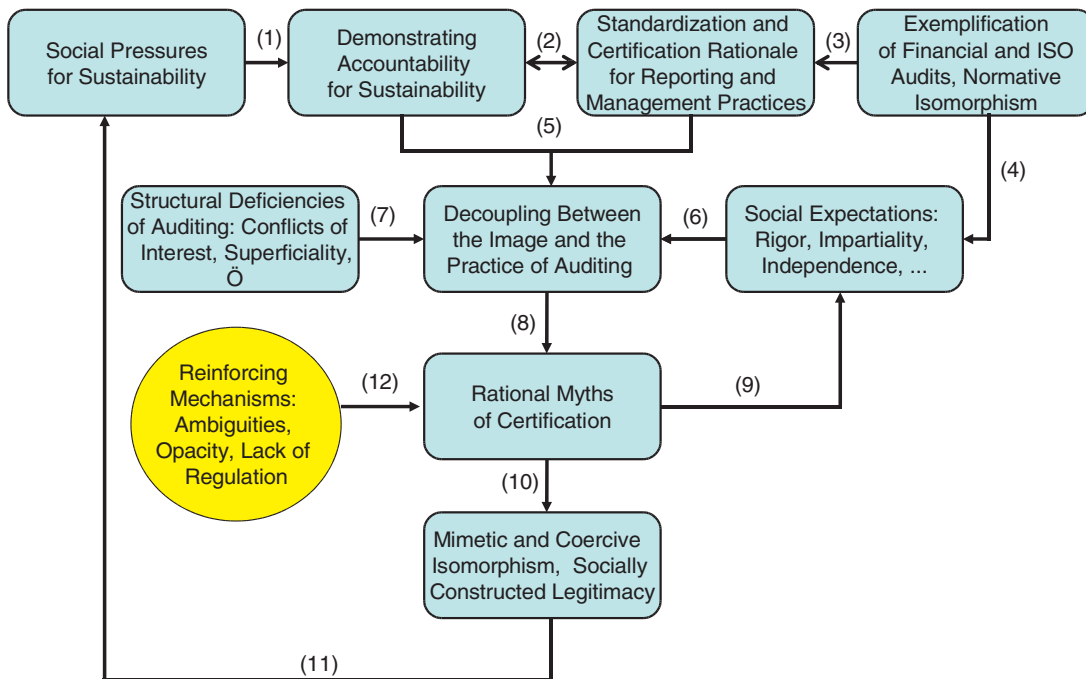 Social Pressures
for Sustainability
(1)
Demonstrating
Accountability
for Sustainability
(2)
Standardization and
Certification Rationale
for Reporting and
Management Practices
(3)
Exemplification
of Financial and ISO
Audits, Normative
Isomorphism
(5)
(4)
Structural Deficiencies
of Auditing: Conflicts of
Interest, Superficiality,
Ö
(7)
Decoupling Between
the Image and the
Practice of Auditing
(6)
Social Expectations:
Rigor, Impartiality,
Independence, ...
(8)
Reinforcing
Mechanisms:
Ambiguities,
Opacity, Lack of
Regulation
(12)
Rational Myths
of Certification
(9)
(10)
Mimetic and Coercive
Isomorphism, Socially
Constructed Legitimacy
(11)